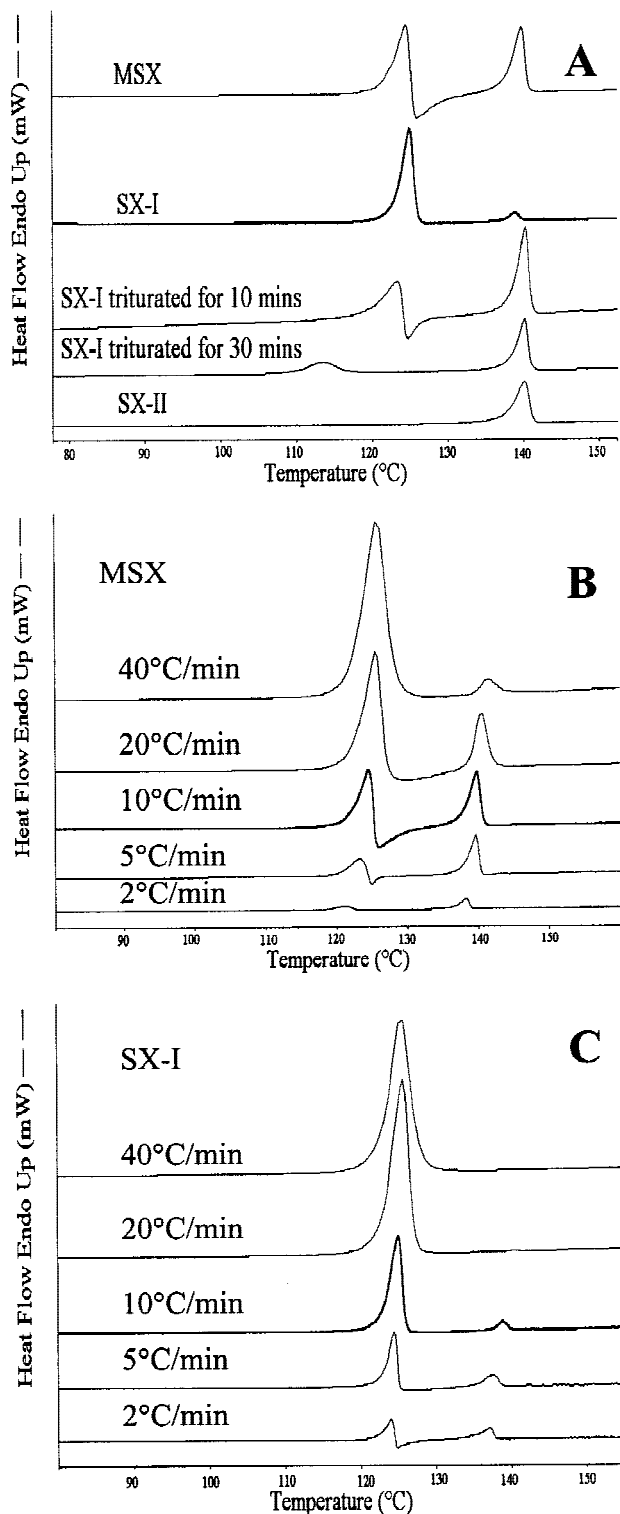 Heat Flow Endo Up (mW) — —
A
MSX
SX-I
SX-I triturated for 10 mins
SX-I triturated for 30 mins
SX-II
80 90 100 110 120 130 140 150
Temperature (°C)
Heat Flow Endo Up (mW) — —
MSX
B
40°C/min
20°C/min
10°C/min
5°C/min
2°C/min
90 100 110 120 130 140 150
Temperature (°C)
Heat Flow Endo Up (mW) — —
SX-I
C
40°C/min
20°C/min
10°C/min
5°C/min
2°C/min
90 100 110 120 130 140 150
Temperature (°C)